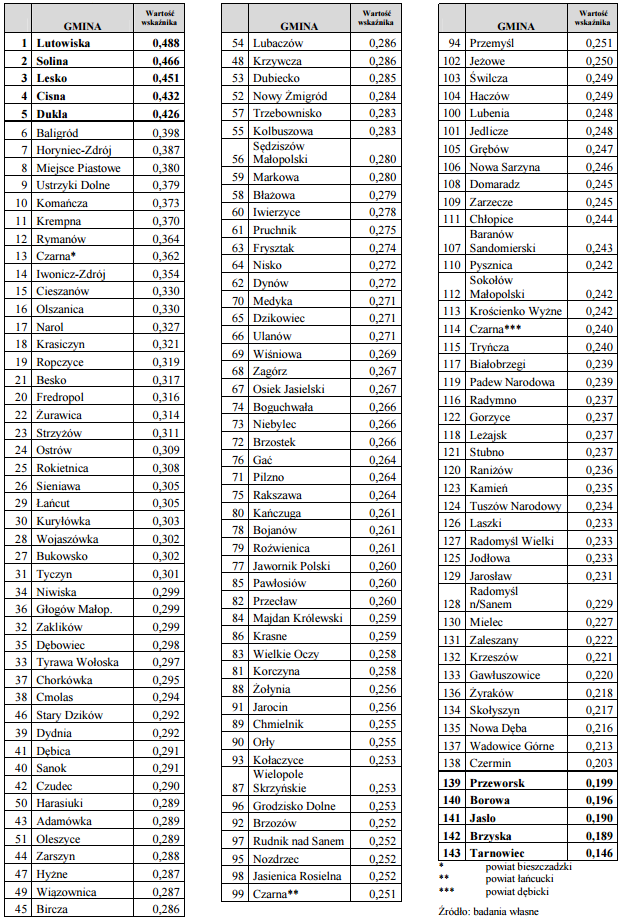 GMINA Wartość wskaźnika
1 Lutowiska 0,488
2 Solina 0,466
3 Lesko 0,451
4 Cisna 0,432
5 Dukla 0,426
6 Baligród 0,398
7 Horyniec-Zdrój 0,387
8 Miejsce Piastowe 0,380
9 Ustrzyki Dolne 0,379
10 Komańcza 0,373
11 Krempna 0,370
12 Rymanów 0,364
13 Czarna* 0,362
14 Iwonicz-Zdrój 0,354
15 Cieszanów 0,330
16 Olszanica 0,330
17 Narol 0,327
18 Krasiczyn 0,321
19 Ropczyce 0,319
21 Besko 0,317
20 Fredropol 0,316
22 Żurawica 0,314
23 Strzyżów 0,311
24 Ostrów 0,309
25 Rokietnica 0,308
26 Sieniawa 0,305
29 Łańcut 0,305
30 Kuryłówka 0,303
28 Wojaszówka 0,302
27 Bukowsko 0,302
31 Tyczyn 0,301
34 Niwiska 0,299
36 Głogów Małop. 0,299
32 Zaklików 0,299
35 Dębowiec 0,298
33 Tyrawa Wołoska 0,297
37 Chorkówka 0,295
38 Cmolas 0,294
46 Stary Dzików 0,292
39 Dydnia 0,292
41 Dębica 0,291
40 Sanok 0,291
42 Czudec 0,290
50 Harasiuki 0,289
43 Adamówka 0,289
51 Oleszyce 0,289
44 Zarszyn 0,288
47 Hyżne 0,287
49 Wiązownica 0,287
45 Bircza 0,286
GMINA Wartość wskaźnika
54 Lubaczów 0,286
48 Krzywcza 0,286
53 Dubiecko 0,285
52 Nowy Żmigród 0,284
57 Trzebownisko 0,283
55 Kolbuszowa 0,283
56 Sędziszów Małopolski 0,280
59 Markowa 0,280
58 Błażowa 0,279
60 Iwierzyce 0,278
61 Pruchnik 0,275
63 Frysztak 0,274
64 Nisko 0,272
62 Dynów 0,272
70 Medyka 0,271
65 Dzikowiec 0,271
66 Ulanów 0,271
69 Wiśniowa 0,269
68 Zagórz 0,267
67 Osiek Jasielski 0,267
74 Boguchwała 0,266
73 Niebylec 0,266
72 Brzostek 0,266
76 Gać 0,264
71 Pilzno 0,264
75 Rakszawa 0,264
80 Kańczuga 0,261
78 Bojanów 0,261
79 Roźwienica 0,261
77 Jawornik Polski 0,260
85 Pawłosiów 0,260
82 Przecław 0,260
84 Majdan Królewski 0,259
86 Krasne 0,259
83 Wielkie Oczy 0,258
81 Korczyna 0,258
88 Żołynia 0,256
91 Jarocin 0,256
89 Chmielnik 0,255
90 Orły 0,255
93 Kołaczyce 0,255
87 Wielopole Skrzyńskie 0,253
96 Grodzisko Dolne 0,253
92 Brzozów 0,252
97 Rudnik nad Sanem 0,252
95 Nozdrzec 0,252
98 Jasienica Rosielna 0,252
99 Czarna** 0,251
GMINA Wartość wskaźnika
94 Przemyśl 0,251
102 Jeżowe 0,250
103 Świlcza 0,249
104 Haczów 0,249
100 Lubenia 0,248
101 Jedlicze 0,248
105 Grębów 0,247
106 Nowa Sarzyna 0,246
108 Domaradz 0,245
109 Zarzecze 0,245
111 Chłopice 0,244
107 Baranów Sandomierski 0,243
110 Pysznica 0,242
112 Sokołów Małopolski 0,242
113 Krościenko Wyżne 0,242
114 Czarna*** 0,240
115 Tryńcza 0,240
117 Białobrzegi 0,239
119 Padew Narodowa 0,239
116 Radymno 0,237
122 Gorzyce 0,237
118 Leżajsk 0,237
121 Stubno 0,237
120 Raniżów 0,236
123 Kamień 0,235
124 Tuszów Narodowy 0,234
126 Laszki 0,233
127 Radomyśl Wielki 0,233
125 Jodłowa 0,233
129 Jarosław 0,231
128 Radomyśl n/Sanem 0,229
130 Mielec 0,227
131 Zaleszany 0,222
132 Krzeszów 0,221
133 Gawłuszowice 0,220
136 Żyraków 0,218
134 Skołyszyn 0,217
135 Nowa Dęba 0,216
137 Wadowice Górne 0,213
138 Czermin 0,203
139 Przeworsk 0,199
140 Borowa 0,196
141 Jasło 0,190
142 Brzyska 0,189
143 Tarnowiec 0,146
* powiat bieszczadzki
** powiat łańcucki
*** powiat dębicki
Źródło: badania własne